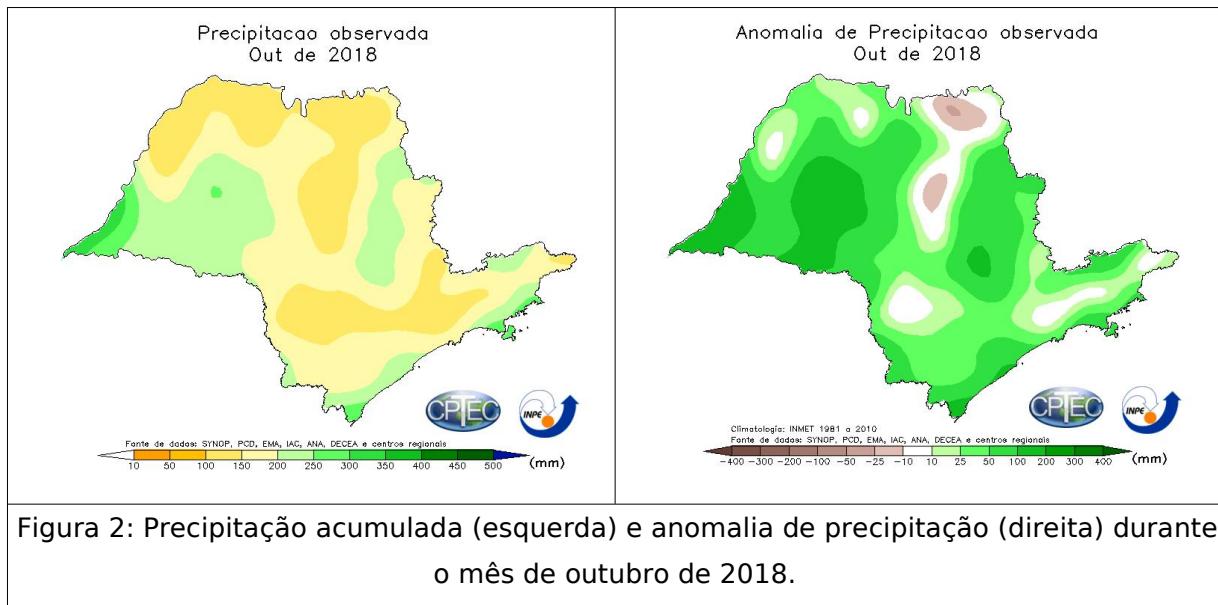 Precipitacao observada
Out de 2018
CPTEC
INPE
Fonte de dados: SYNOP, PCD, EMA, IAC, ANA, DECEA e centros regionais
10 50 100 150 200 250 300 350 400 450 500 (mm)
Anomalia de Precipitacao observada
Out de 2018
CPTEC
INPE
Climatologia: INMET 1981 a 2010
Fonte de dados: SYNOP, PCD, EMA, IAC, ANA, DECEA e centros regionais
-400 -300 -200 -100 -50 -25 -10 10 25 50 100 200 300 400 (mm)
Figura 2: Precipitação acumulada (esquerda) e anomalia de precipitação (direita) durante
o mês de outubro de 2018.